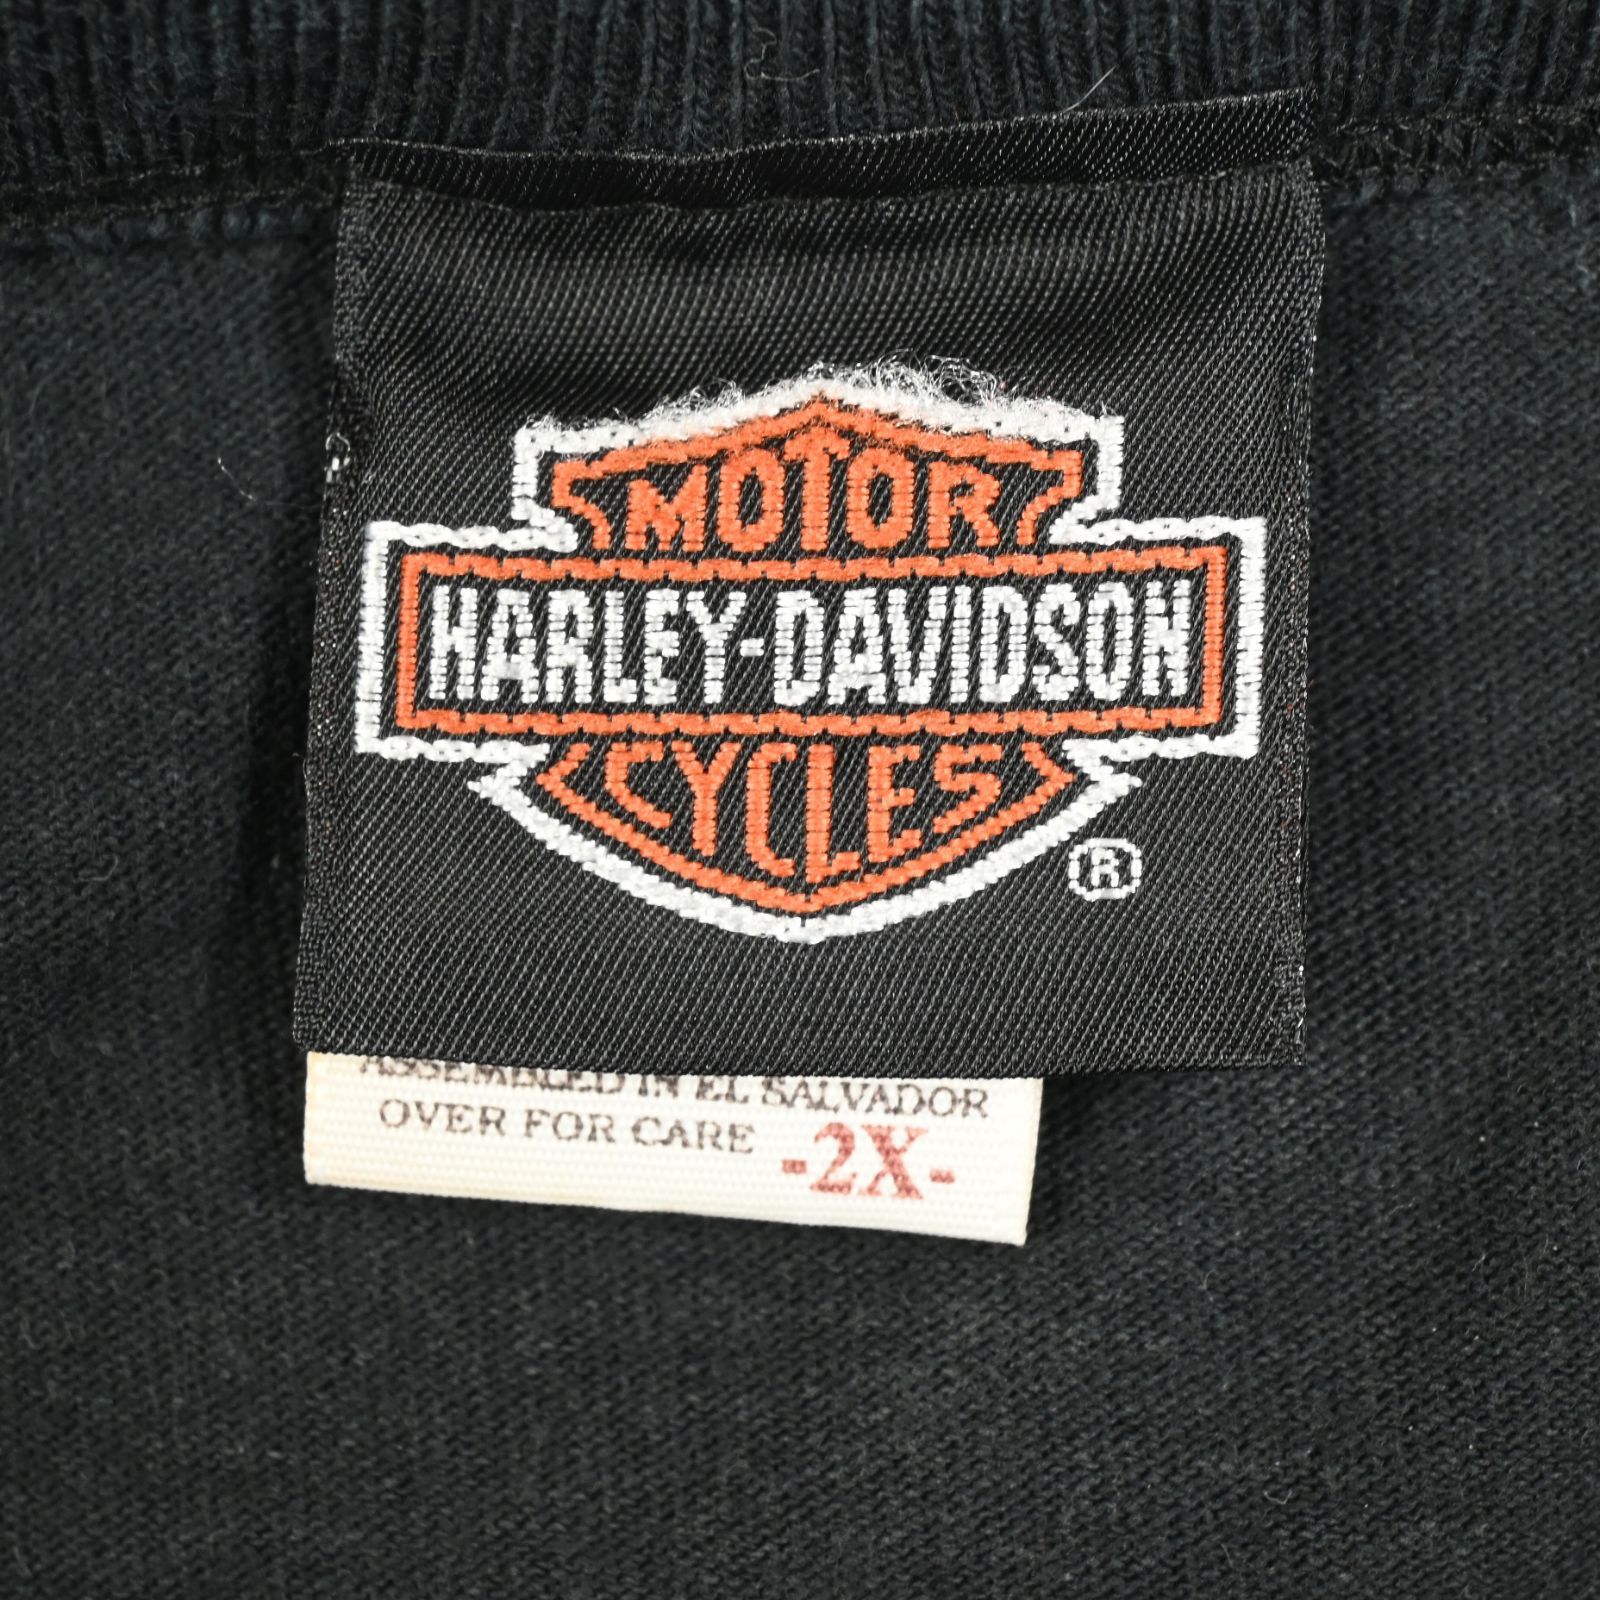 MOTOR
HARLEY-DAVIDSON
CYCLES
®
ASSEMBLED IN EL SALVADOR
OVER FOR CARE -2X-